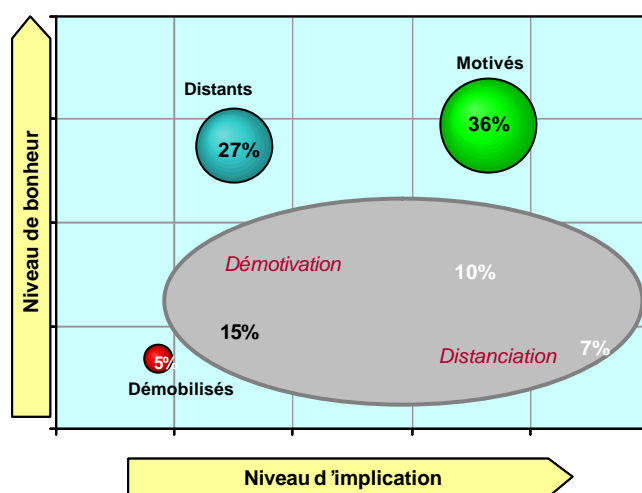 Motivés
Distants
36%
27%
Niveau de bonheur
Démotivation
10%
15%
7%
Distanciation
5%
Démobilisés
Niveau d 'implication